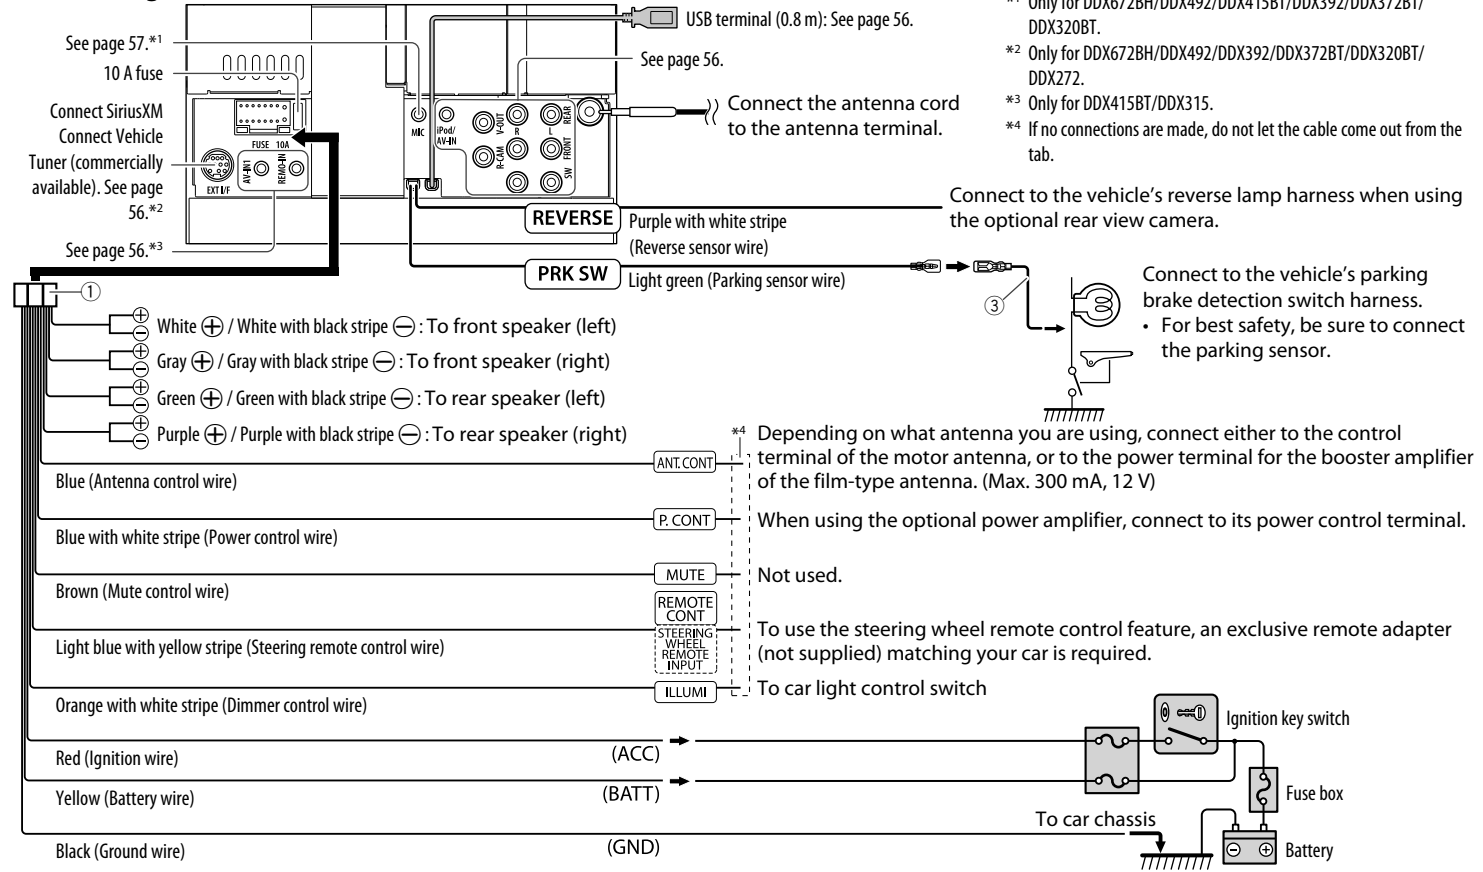 USB terminal (0.8 m): See page 56.
*1 Only for DDX672BH/DDX492/DDX415BT/DDX392/DDX372BT/
DDX320BT.
*2 Only for DDX672BH/DDX492/DDX392/DDX372BT/DDX320BT/
DDX272.
*3 Only for DDX415BT/DDX315.
*4 If no connections are made, do not let the cable come out from the
tab.
See page 57.*1
10 A fuse
Connect SiriusXM
Connect Vehicle
Tuner (commercially
available). See page
56.*2
See page 56.*3
See page 56.
Connect the antenna cord
to the antenna terminal.
FUSE 10A
EXT I/F
AV-IN1
REMO-IN
MIC
iPod/
AV-IN
V-OUT
R-CAM
R
L
REAR
FRONT
SW
REVERSE
Purple with white stripe
(Reverse sensor wire)
Connect to the vehicle's reverse lamp harness when using
the optional rear view camera.
PRK SW
Light green (Parking sensor wire)
③
Connect to the vehicle's parking
brake detection switch harness.
• For best safety, be sure to connect
the parking sensor.
①
⊕
⊖
White ⊕ / White with black stripe ⊖ : To front speaker (left)
⊕
⊖
Gray ⊕ / Gray with black stripe ⊖ : To front speaker (right)
⊕
⊖
Green ⊕ / Green with black stripe ⊖ : To rear speaker (left)
⊕
⊖
Purple ⊕ / Purple with black stripe ⊖ : To rear speaker (right)
*4
Blue (Antenna control wire)
ANT. CONT
Depending on what antenna you are using, connect either to the control
terminal of the motor antenna, or to the power terminal for the booster amplifier
of the film-type antenna. (Max. 300 mA, 12 V)
Blue with white stripe (Power control wire)
P. CONT
When using the optional power amplifier, connect to its power control terminal.
Brown (Mute control wire)
MUTE
Not used.
Light blue with yellow stripe (Steering remote control wire)
REMOTE
CONT
STEERING
WHEEL
REMOTE
INPUT
To use the steering wheel remote control feature, an exclusive remote adapter
(not supplied) matching your car is required.
Orange with white stripe (Dimmer control wire)
ILLUMI
To car light control switch
Red (Ignition wire)
(ACC)
Ignition key switch
Yellow (Battery wire)
(BATT)
Fuse box
Black (Ground wire)
(GND)
To car chassis
⊖ ⊕
Battery